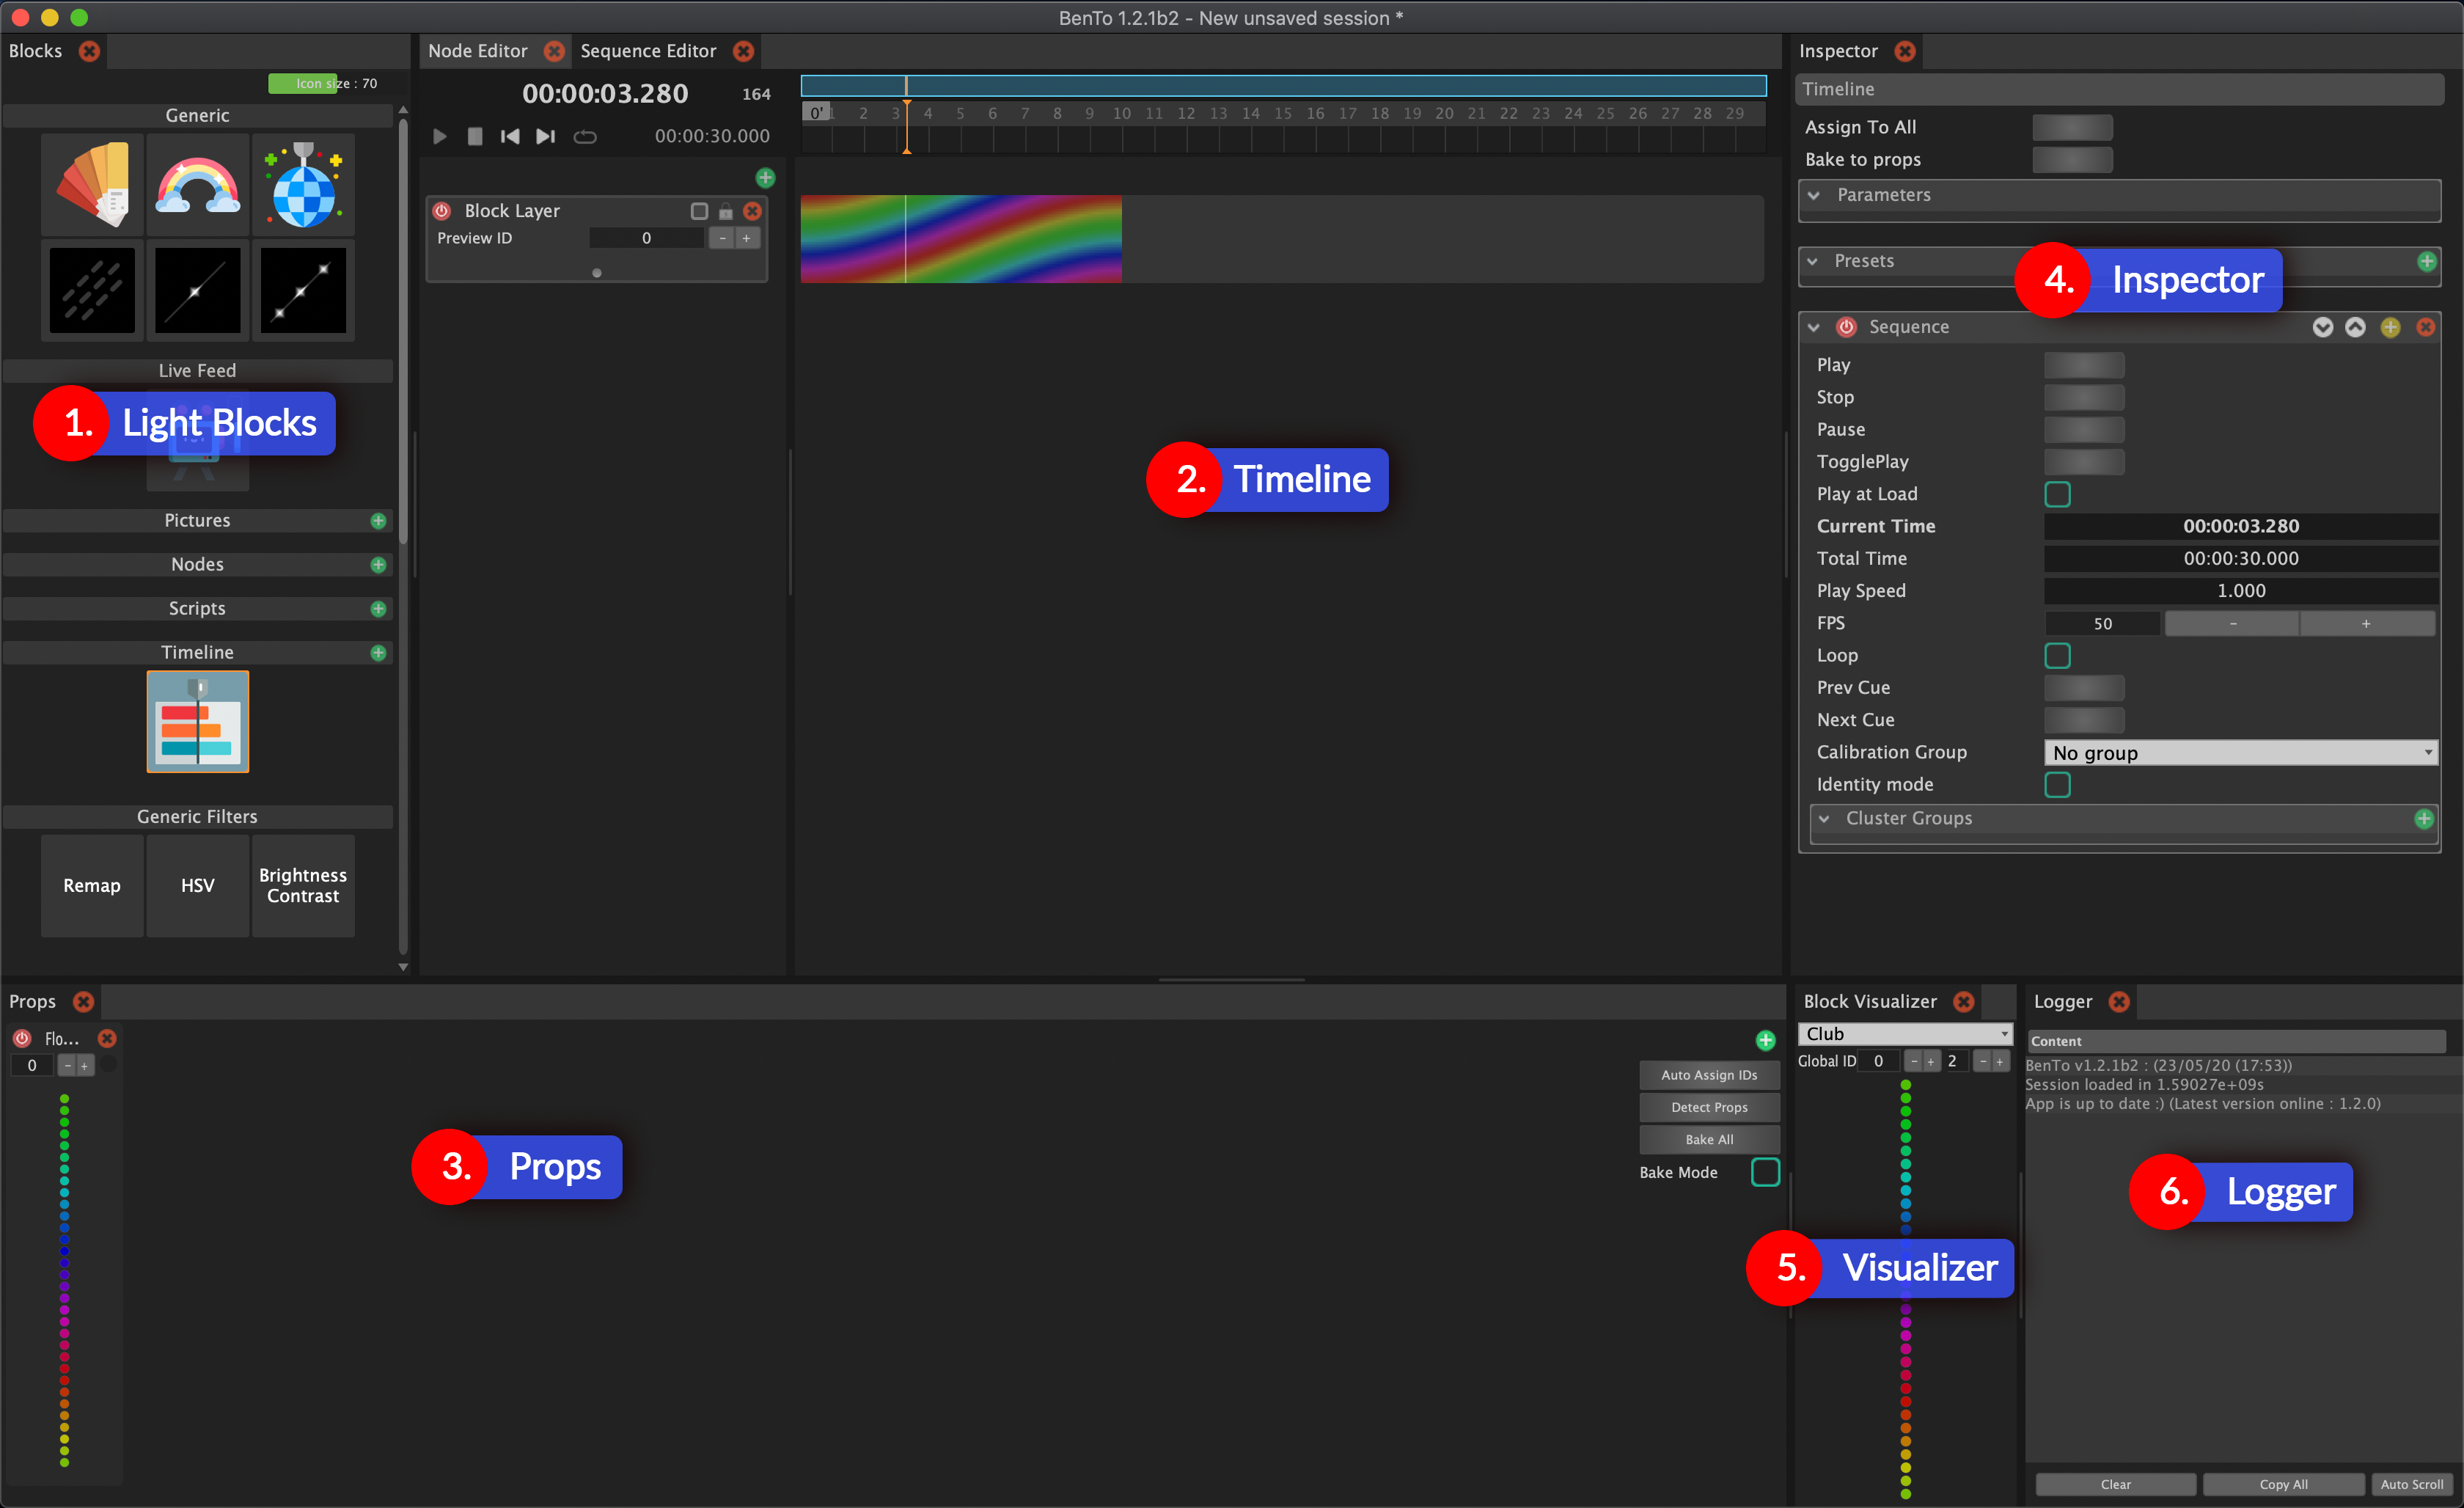 BenTo 1.2.1b2 - New unsaved session *
Blocks
Icon size : 70
Generic
Live Feed
1. Light Blocks
Pictures
Nodes
Scripts
Timeline
Generic Filters
Remap
HSV
Brightness
Contrast
Node Editor
Sequence Editor
00:00:03.280
164
00:00:30.000
0' 1 2 3 4 5 6 7 8 9 10 11 12 13 14 15 16 17 18 19 20 21 22 23 24 25 26 27 28 29
Block Layer
Preview ID 0 - +
2. Timeline
Inspector
Timeline
Assign To All
Bake to props
Parameters
Presets
4. Inspector
Sequence
Play
Stop
Pause
TogglePlay
Play at Load
Current Time 00:00:03.280
Total Time 00:00:30.000
Play Speed 1.000
FPS 50 - +
Loop
Prev Cue
Next Cue
Calibration Group No group
Identity mode
Cluster Groups
Props
Flo...
0 - +
3. Props
Auto Assign IDs
Detect Props
Bake All
Bake Mode
Block Visualizer
Club
Global ID 0 - + 2 - +
5. Visualizer
Logger
Content
BenTo v1.2.1b2 : (23/05/20 (17:53))
Session loaded in 1.59027e+09s
App is up to date :) (Latest version online : 1.2.0)
6. Logger
Clear
Copy All
Auto Scroll